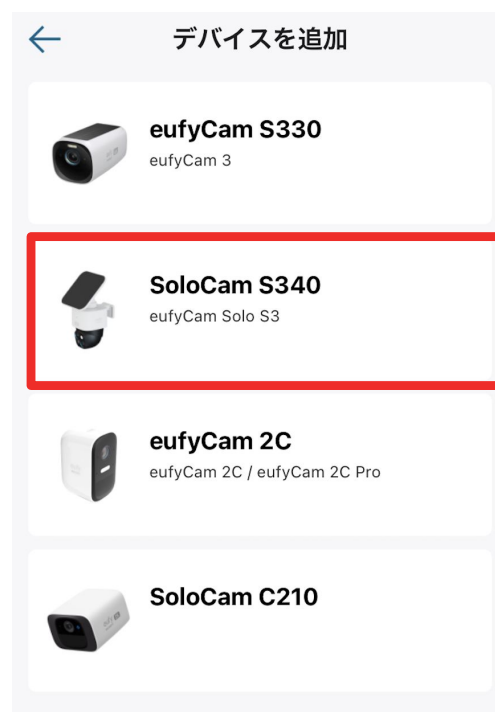 デバイスを追加
eufyCam S330
eufyCam 3
SoloCam S340
eufyCam Solo S3
eufyCam 2C
eufyCam 2C / eufyCam 2C Pro
SoloCam C210